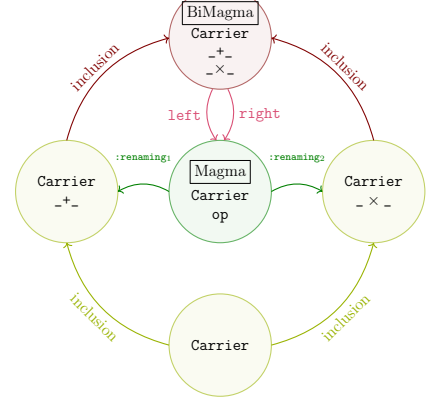 BiMagma
Carrier
_+_
_×_
inclusion
inclusion
left
right
:renaming₁
:renaming₂
Magma
Carrier
op
Carrier
_+_
Carrier
_ × _
inclusion
inclusion
Carrier